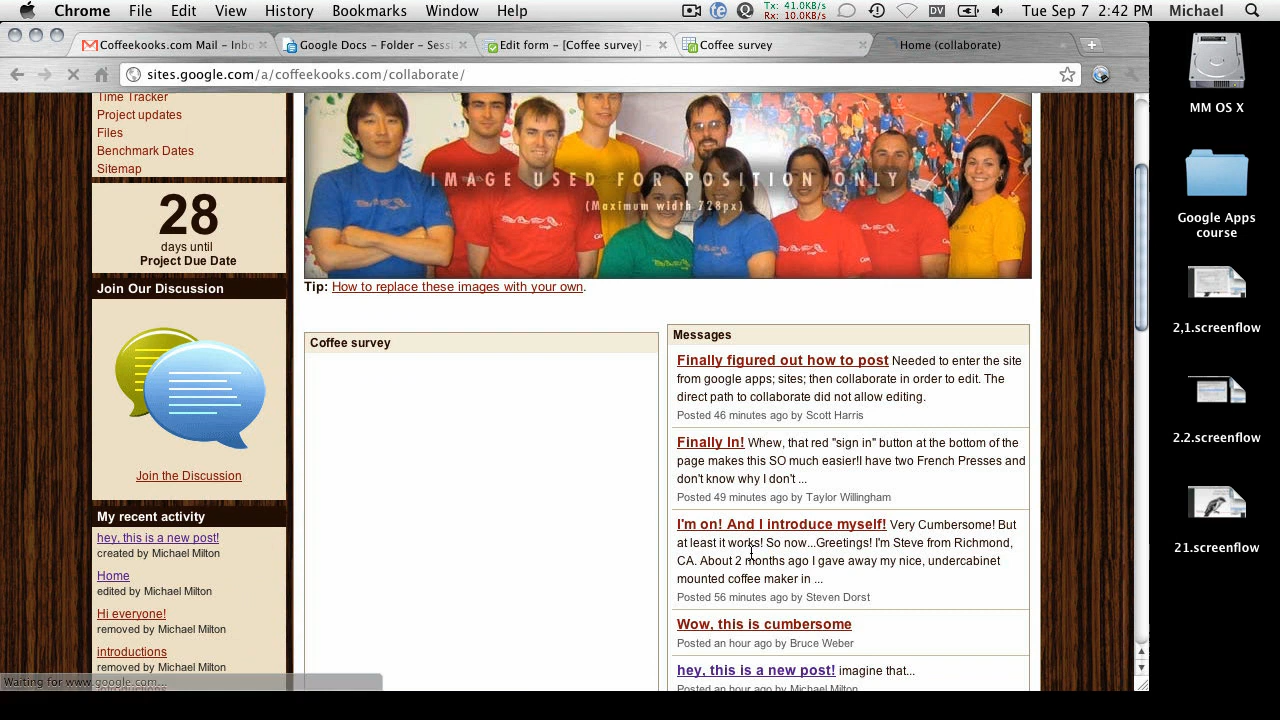 Chrome File Edit View History Bookmarks Window Help
Tx: 41.0KB/s
Rx: 10.0KB/s
DV
Tue Sep 7 2:42 PM Michael
Coffeekooks.com Mail – Inbo
Google Docs – Folder – Sessi
Edit form – [Coffee survey] –
Coffee survey
Home (collaborate)
sites.google.com/a/coffeekooks.com/collaborate/
Time Tracker
Project updates
Files
Benchmark Dates
Sitemap
28
days until
Project Due Date
Join Our Discussion
Join the Discussion
My recent activity
hey, this is a new post!
created by Michael Milton
Home
edited by Michael Milton
Hi everyone!
removed by Michael Milton
introductions
removed by Michael Milton
Waiting for www.google.com...
IMAGE USED FOR POSITION ONLY
(Maximum width 728px)
Tip: How to replace these images with your own.
Coffee survey
Messages
Finally figured out how to post Needed to enter the site
from google apps; sites; then collaborate in order to edit. The
direct path to collaborate did not allow editing.
Posted 46 minutes ago by Scott Harris
Finally In! Whew, that red "sign in" button at the bottom of the
page makes this SO much easier!I have two French Presses and
don't know why I don't ...
Posted 49 minutes ago by Taylor Willingham
I'm on! And I introduce myself! Very Cumbersome! But
at least it works! So now...Greetings! I'm Steve from Richmond,
CA. About 2 months ago I gave away my nice, undercabinet
mounted coffee maker in ...
Posted 56 minutes ago by Steven Dorst
Wow, this is cumbersome
Posted an hour ago by Bruce Weber
hey, this is a new post! imagine that...
Posted an hour ago by Michael Milton
MM OS X
Google Apps
course
2,1.screenflow
2.2.screenflow
21.screenflow